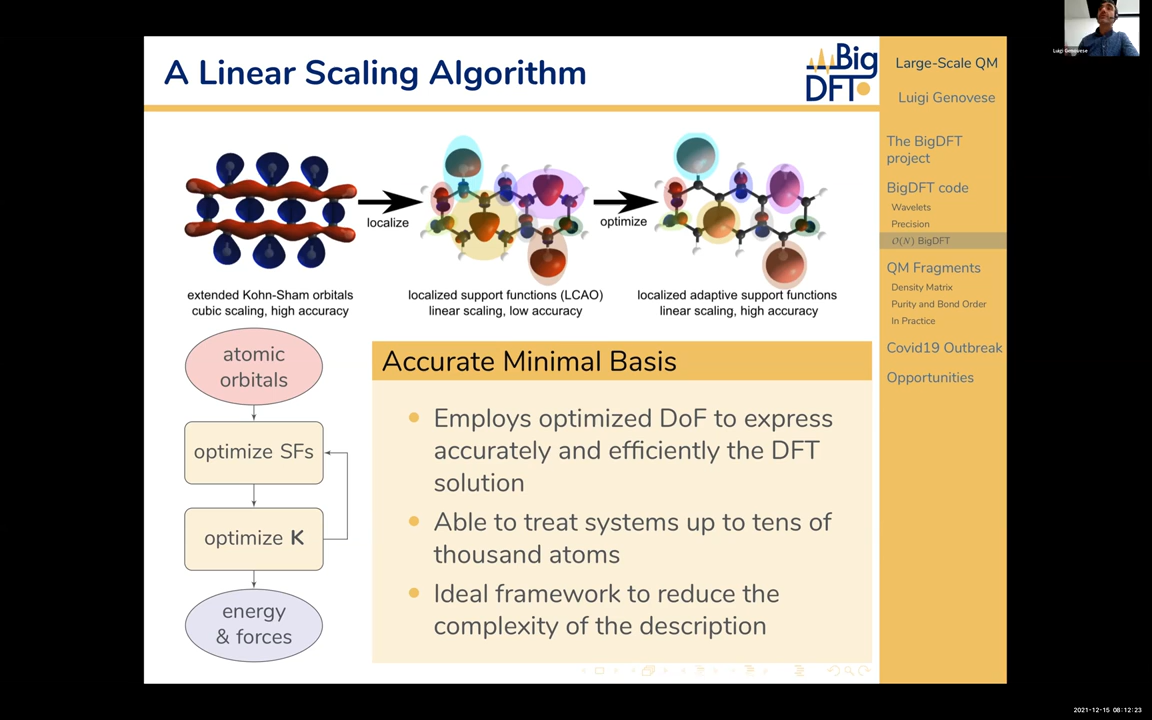 A Linear Scaling Algorithm
Big
DFT
Large-Scale QM
Luigi Genovese
Luigi Genovese
localize
optimize
extended Kohn-Sham orbitals
cubic scaling, high accuracy
localized support functions (LCAO)
linear scaling, low accuracy
localized adaptive support functions
linear scaling, high accuracy
atomic
orbitals
optimize SFs
optimize K
energy
& forces
Accurate Minimal Basis
Employs optimized DoF to express
accurately and efficiently the DFT
solution
Able to treat systems up to tens of
thousand atoms
Ideal framework to reduce the
complexity of the description
The BigDFT
project
BigDFT code
Wavelets
Precision
O(N) BigDFT
QM Fragments
Density Matrix
Purity and Bond Order
In Practice
Covid19 Outbreak
Opportunities
2021-12-15 08:12:23